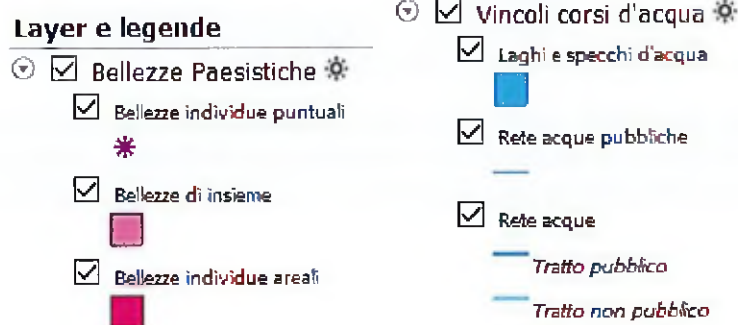 Layer e legende
Bellezze Paesistiche
Bellezze individue puntuali
Bellezze di insieme
Bellezze individue areali
Vincoli corsi d'acqua
Laghi e specchi d'acqua
Rete acque pubbliche
Rete acque
Tratto pubblico
Tratto non pubblico